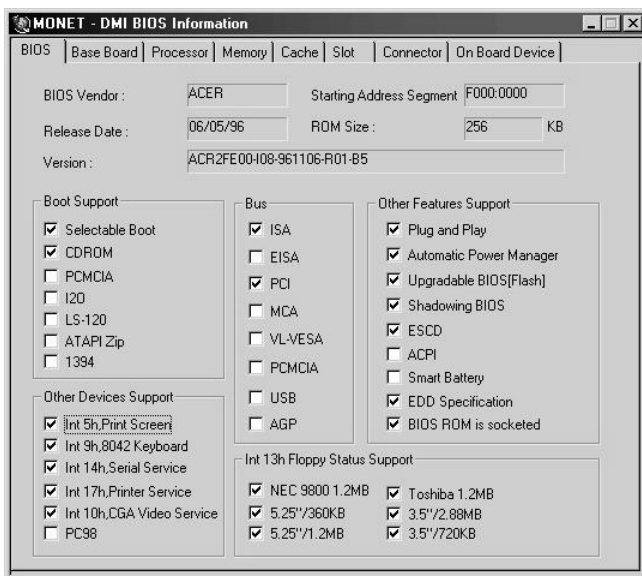 MONET - DMI BIOS Information
BIOS Base Board Processor Memory Cache Slot Connector On Board Device
BIOS Vendor : ACER Starting Address Segment F000:0000
Release Date : 06/05/96 ROM Size : 256 KB
Version : ACR2FE00-I08-961106-R01-B5
Boot Support
Selectable Boot
CDROM
PCMCIA
I2O
LS-120
ATAPI Zip
1394
Bus
ISA
EISA
PCI
MCA
VL-VESA
PCMCIA
USB
AGP
Other Features Support
Plug and Play
Automatic Power Manager
Upgradable BIOS[Flash]
Shadowing BIOS
ESCD
ACPI
Smart Battery
EDD Specification
BIOS ROM is socketed
Other Devices Support
Int 5h,Print Screen
Int 9h,8042 Keyboard
Int 14h,Serial Service
Int 17h,Printer Service
Int 10h,CGA Video Service
PC98
Int 13h Floppy Status Support
NEC 9800 1.2MB Toshiba 1.2MB
5.25"/360KB 3.5"/2.88MB
5.25"/1.2MB 3.5"/720KB